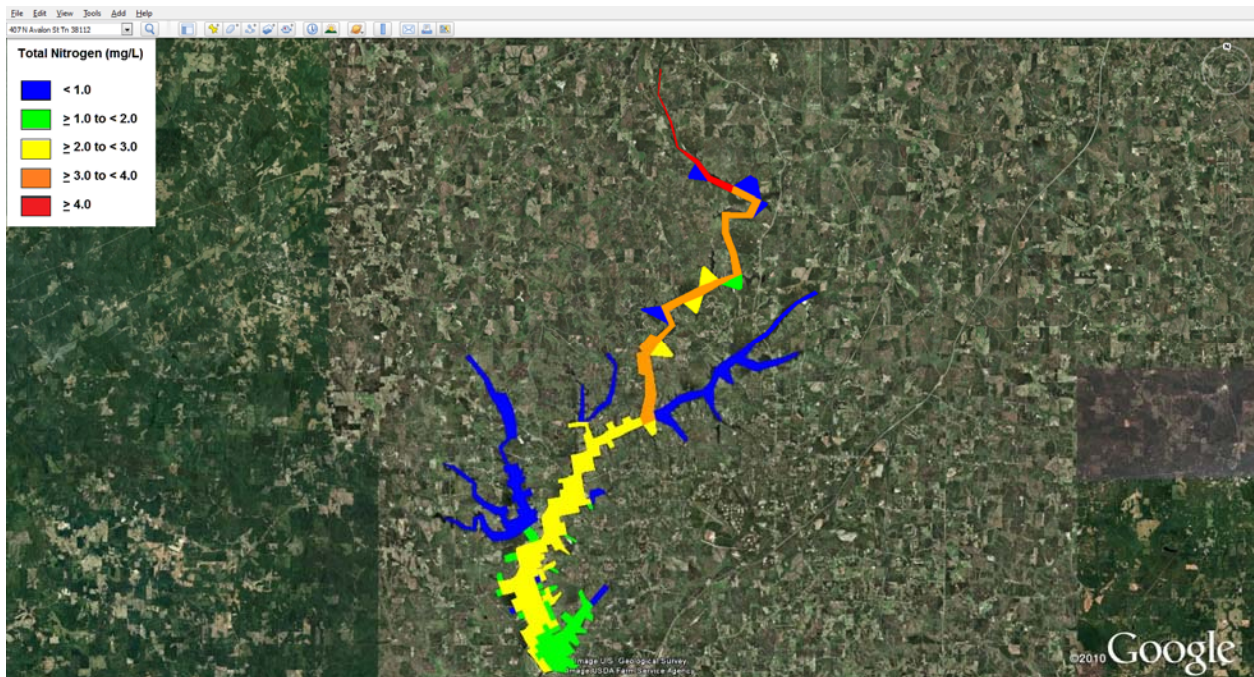 File Edit View Tools Add Help
407 N Avalon St Tn 38112
Total Nitrogen (mg/L)
< 1.0
≥ 1.0 to < 2.0
≥ 2.0 to < 3.0
≥ 3.0 to < 4.0
≥ 4.0
N
Image U.S. Geological Survey
Image USDA Farm Service Agency
©2010 Google